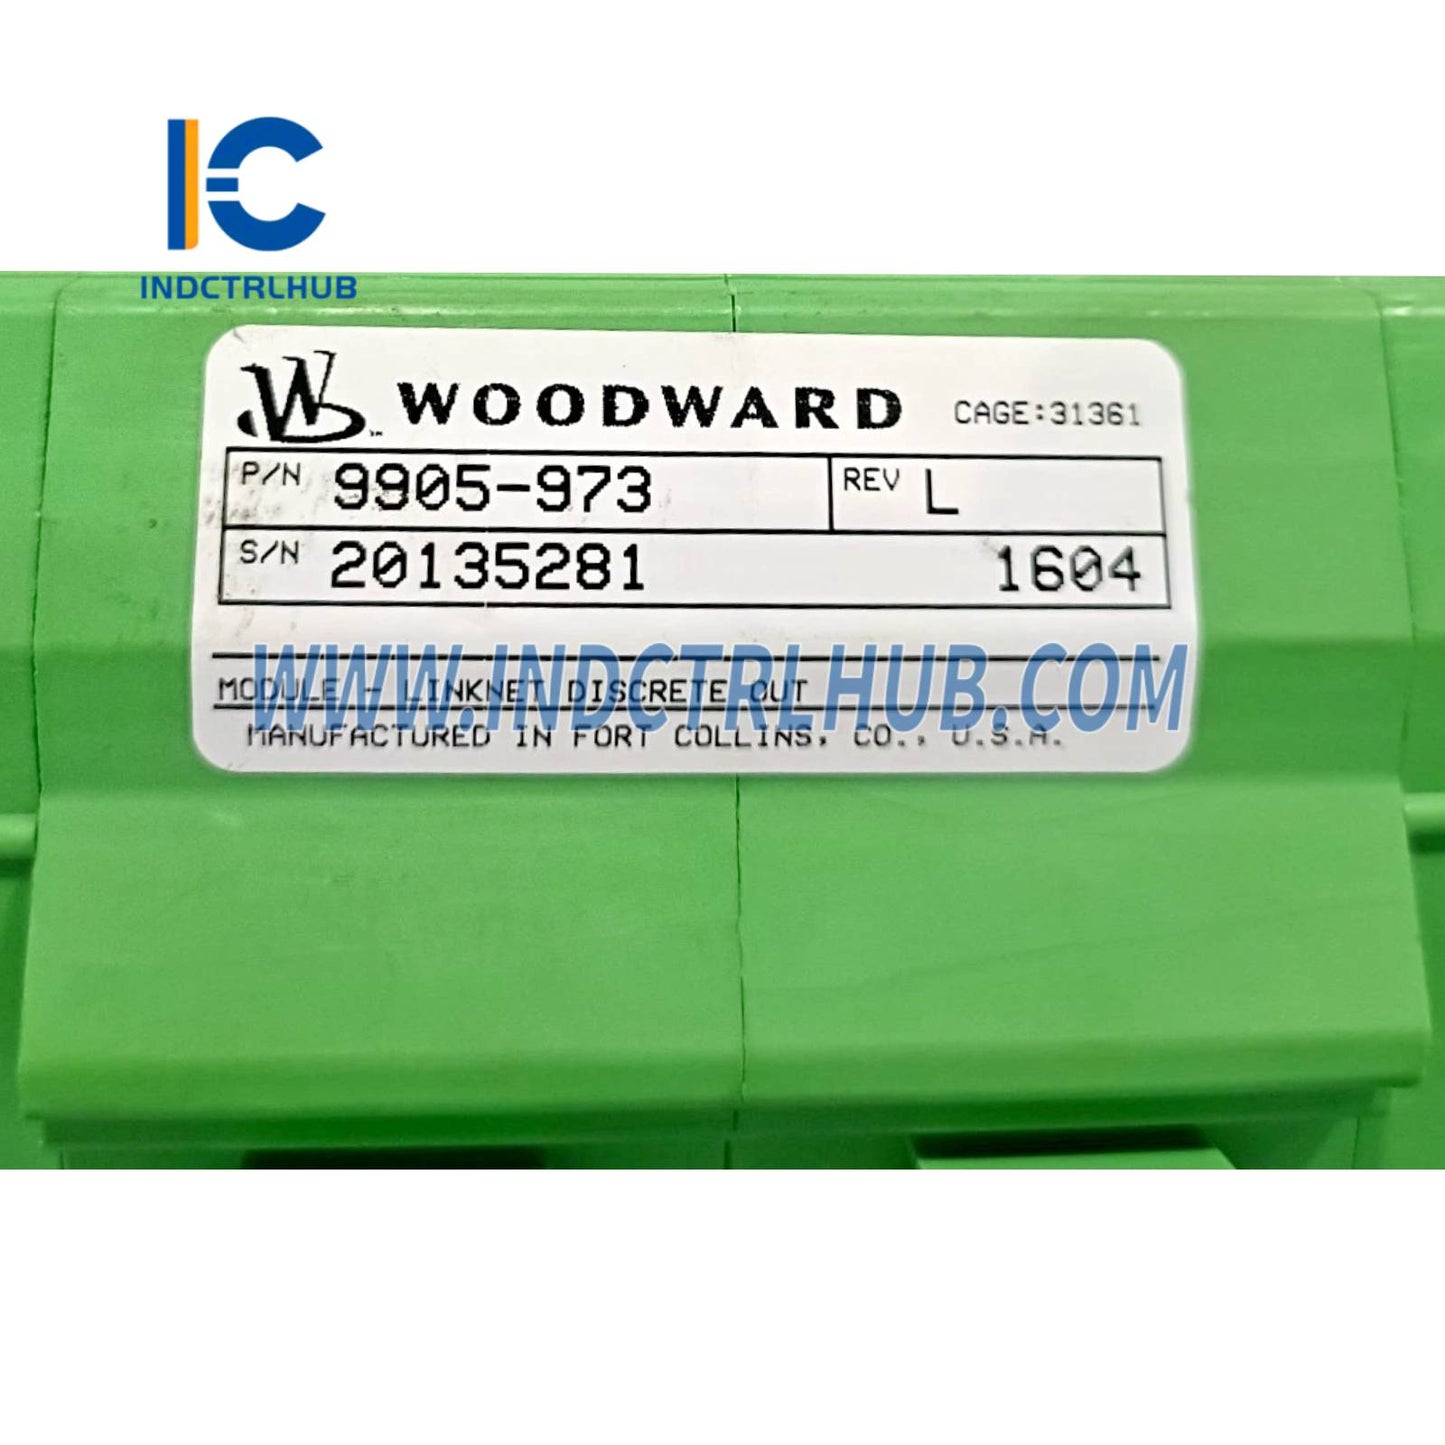 INDCTRLHUB
WOODWARD CAGE:31361
P/N 9905-973 REV L
S/N 20135281 1604
WWW.INDCTRLHUB.COM
MODULE - LINKNET DISCRETE OUT
MANUFACTURED IN FORT COLLINS, CO., U.S.A.